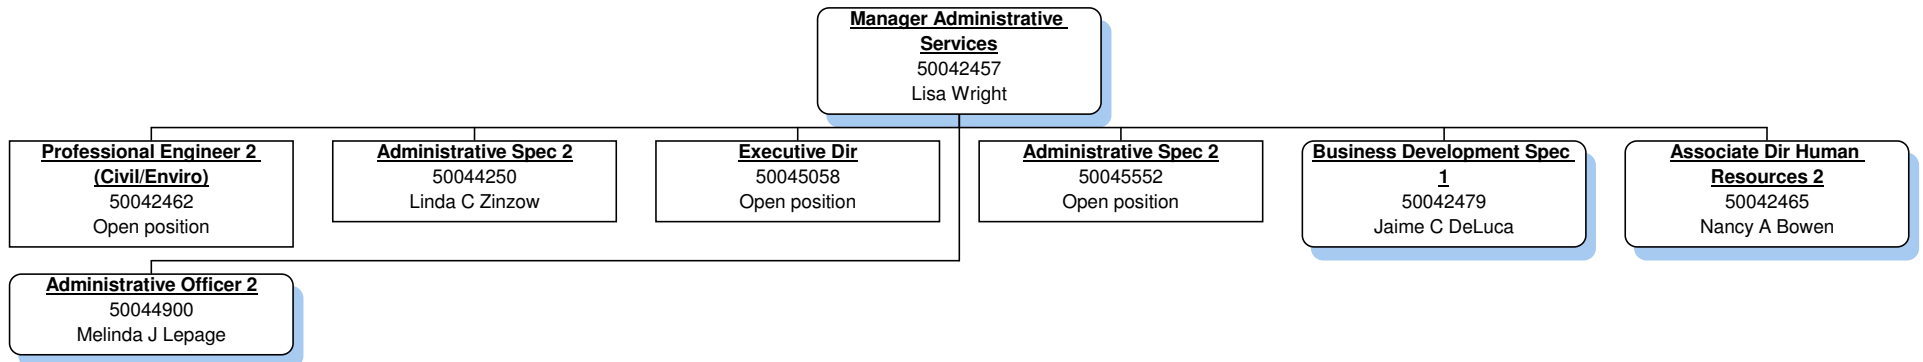 Manager Administrative
Services
50042457
Lisa Wright
Professional Engineer 2
(Civil/Enviro)
50042462
Open position
Administrative Spec 2
50044250
Linda C Zinzow
Executive Dir
50045058
Open position
Administrative Spec 2
50045552
Open position
Business Development Spec
1
50042479
Jaime C DeLuca
Associate Dir Human
Resources 2
50042465
Nancy A Bowen
Administrative Officer 2
50044900
Melinda J Lepage